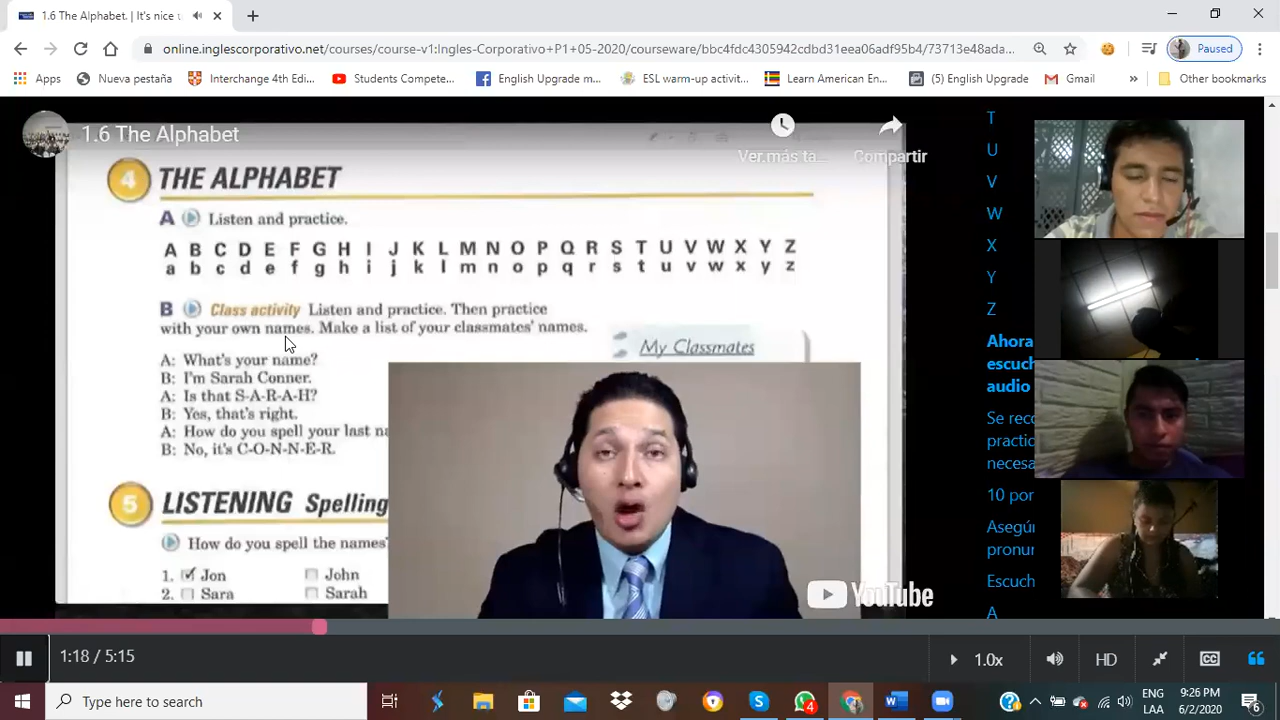 1.6 The Alphabet. | It's nice
online.inglescorporativo.net/courses/course-v1:Ingles-Corporativo+P1+05-2020/courseware/bbc4fdc4305942cdbd31eea06adf95b4/73713e48ada...
Paused
Apps
Nueva pestaña
Interchange 4th Edi...
Students Compete...
English Upgrade m...
ESL warm-up activit...
Learn American En...
(5) English Upgrade
Gmail
»
Other bookmarks
1.6 The Alphabet
Ver más ta...
Compartir
4 THE ALPHABET
A Listen and practice.
A B C D E F G H I J K L M N O P Q R S T U V W X Y Z
a b c d e f g h i j k l m n o p q r s t u v w x y z
B Class activity Listen and practice. Then practice
with your own names. Make a list of your classmates' names.
My Classmates
A: What's your name?
B: I'm Sarah Conner.
A: Is that S-A-R-A-H?
B: Yes, that's right.
A: How do you spell your last
B: No, it's C-O-N-N-E-R.
5 LISTENING Spelling
How do you spell the names
1. Jon John
2. Sara Sarah
YouTube
T
U
V
W
X
Y
Z
Ahora
escuch
audio
Se reco
practic
necesa
10 por
Asegú
pronu
Escuch
A
1:18 / 5:15
1.0x
HD
CC
Type here to search
4
ENG
LAA
9:26 PM
6/2/2020
6